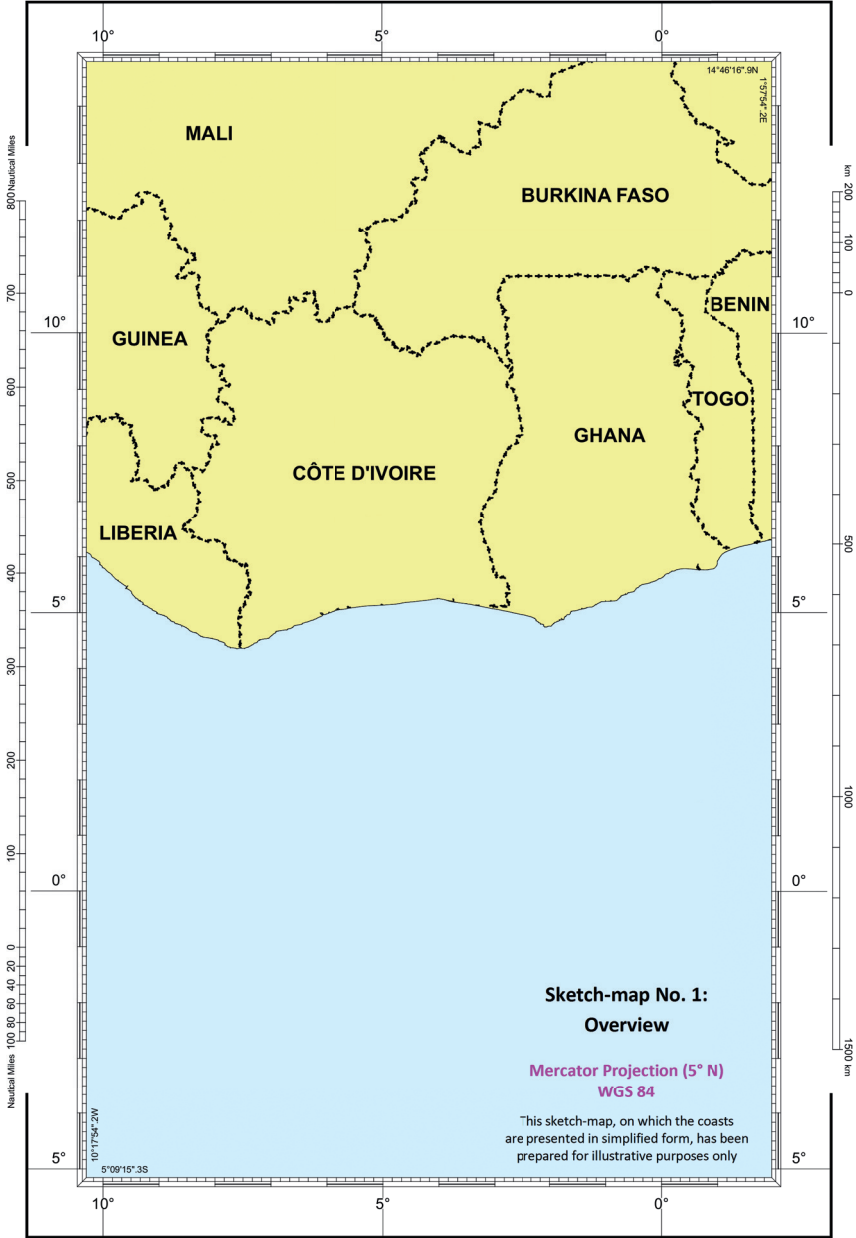 10°
5°
0°
14°46'16".9N
1°57'54".2E
MALI
BURKINA FASO
BENIN
GUINEA
TOGO
GHANA
CÔTE D'IVOIRE
LIBERIA
10°
10°
5°
5°
0°
0°
5°
5°
800 Nautical Miles
700
600
500
400
300
200
100
0
20
40
60
80
100
Nautical Miles
km
200
100
0
500
1000
1500 km
Sketch-map No. 1:
Overview
Mercator Projection (5° N)
WGS 84
This sketch-map, on which the coasts
are presented in simplified form, has been
prepared for illustrative purposes only
10°17'54".2W
5°09'15".3S
10°
5°
0°